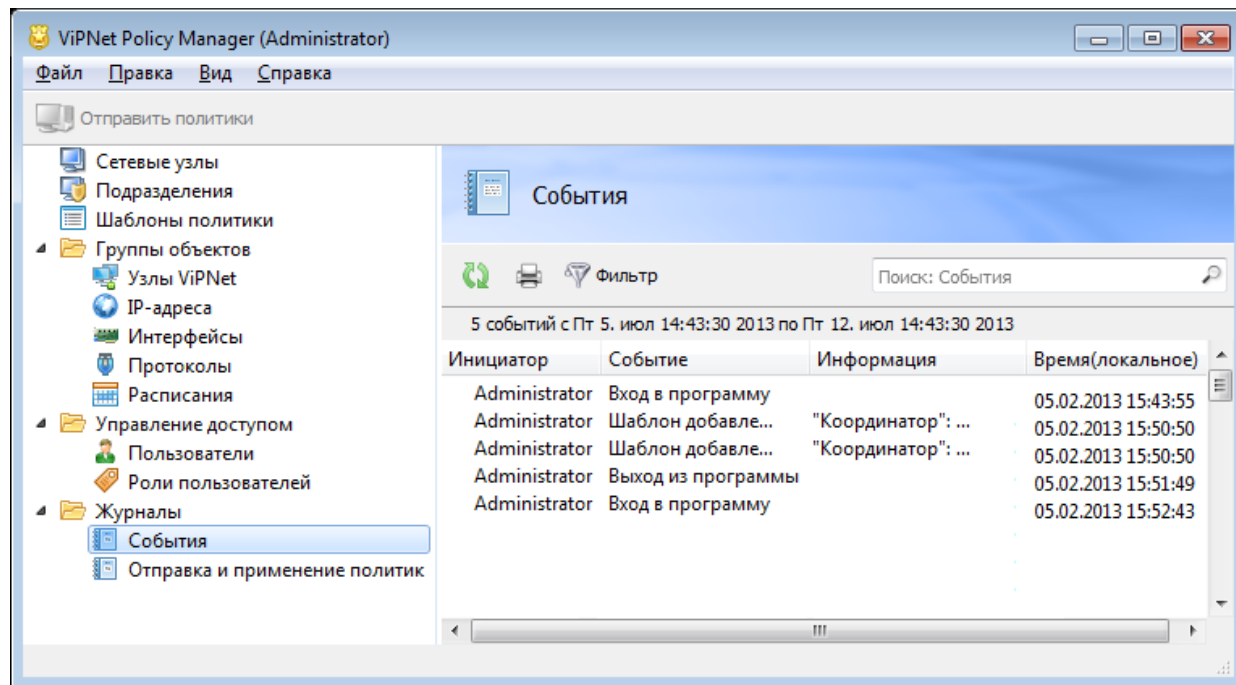 ViPNet Policy Manager (Administrator)
Файл Правка Вид Справка
Отправить политики
Сетевые узлы
Подразделения
Шаблоны политики
Группы объектов
Узлы ViPNet
IP-адреса
Интерфейсы
Протоколы
Расписания
Управление доступом
Пользователи
Роли пользователей
Журналы
События
Отправка и применение политик
События
Фильтр Поиск: События
5 событий с Пт 5. июл 14:43:30 2013 по Пт 12. июл 14:43:30 2013
Инициатор Событие Информация Время(локальное)
Administrator Вход в программу 05.02.2013 15:43:55
Administrator Шаблон добавле... "Координатор": ... 05.02.2013 15:50:50
Administrator Шаблон добавле... "Координатор": ... 05.02.2013 15:50:50
Administrator Выход из программы 05.02.2013 15:51:49
Administrator Вход в программу 05.02.2013 15:52:43